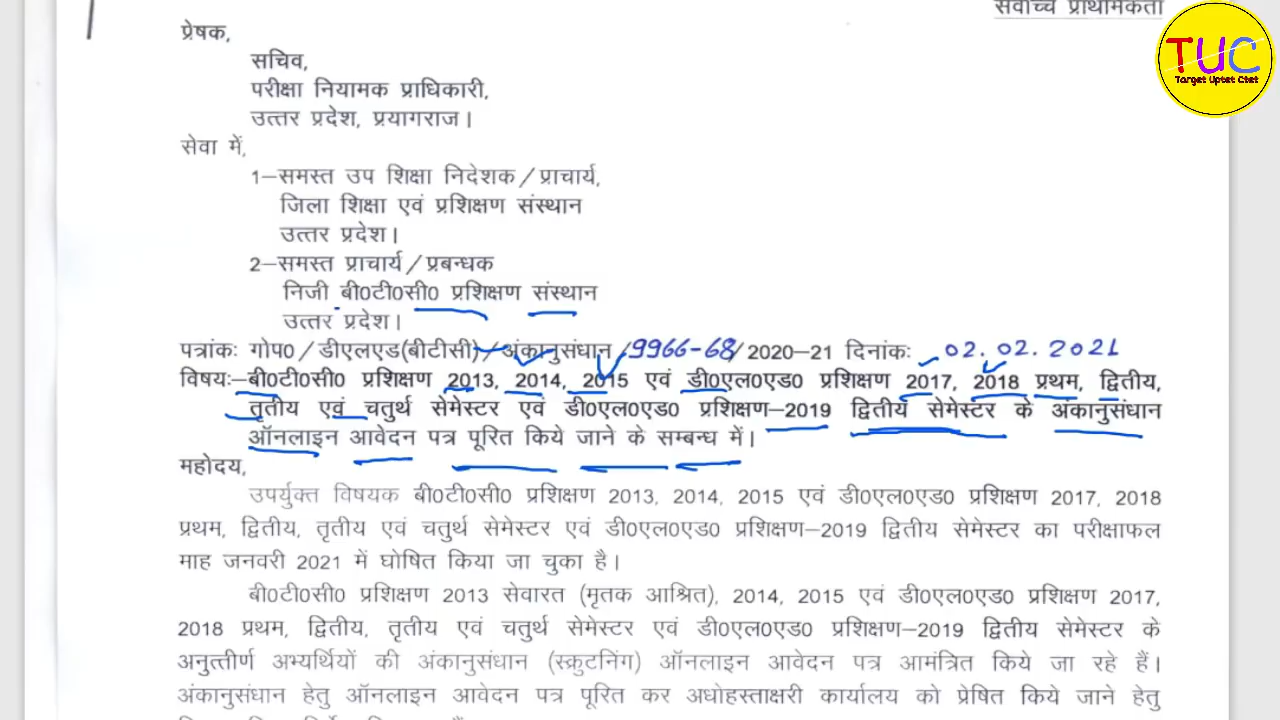 सर्वोच्च प्राथमिकता
TUC
Target Uptet Ctet
प्रेषक,
सचिव,
परीक्षा नियामक प्राधिकारी,
उत्तर प्रदेश, प्रयागराज।
सेवा में,
1—समस्त उप शिक्षा निदेशक/प्राचार्य,
जिला शिक्षा एवं प्रशिक्षण संस्थान
उत्तर प्रदेश।
2—समस्त प्राचार्य/प्रबन्धक
निजी बी0टी0सी0 प्रशिक्षण संस्थान
उत्तर प्रदेश।
पत्रांकः गोप0/डीएलएड(बीटीसी)/अंकानुसंधान/9966-68/2020—21 दिनांकः 02.02.2021
विषयः—बी0टी0सी0 प्रशिक्षण 2013, 2014, 2015 एवं डी0एल0एड0 प्रशिक्षण 2017, 2018 प्रथम, द्वितीय,
तृतीय एवं चतुर्थ सेमेस्टर एवं डी0एल0एड0 प्रशिक्षण—2019 द्वितीय सेमेस्टर के अंकानुसंधान
ऑनलाइन आवेदन पत्र पूरित किये जाने के सम्बन्ध में।
महोदय,
उपर्युक्त विषयक बी0टी0सी0 प्रशिक्षण 2013, 2014, 2015 एवं डी0एल0एड0 प्रशिक्षण 2017, 2018
प्रथम, द्वितीय, तृतीय एवं चतुर्थ सेमेस्टर एवं डी0एल0एड0 प्रशिक्षण—2019 द्वितीय सेमेस्टर का परीक्षाफल
माह जनवरी 2021 में घोषित किया जा चुका है।
बी0टी0सी0 प्रशिक्षण 2013 सेवारत (मृतक आश्रित), 2014, 2015 एवं डी0एल0एड0 प्रशिक्षण 2017,
2018 प्रथम, द्वितीय, तृतीय एवं चतुर्थ सेमेस्टर एवं डी0एल0एड0 प्रशिक्षण—2019 द्वितीय सेमेस्टर के
अनुत्तीर्ण अभ्यर्थियों की अंकानुसंधान (स्क्रुटनिंग) ऑनलाइन आवेदन पत्र आमंत्रित किये जा रहे हैं।
अंकानुसंधान हेतु ऑनलाइन आवेदन पत्र पूरित कर अधोहस्ताक्षरी कार्यालय को प्रेषित किये जाने हेतु